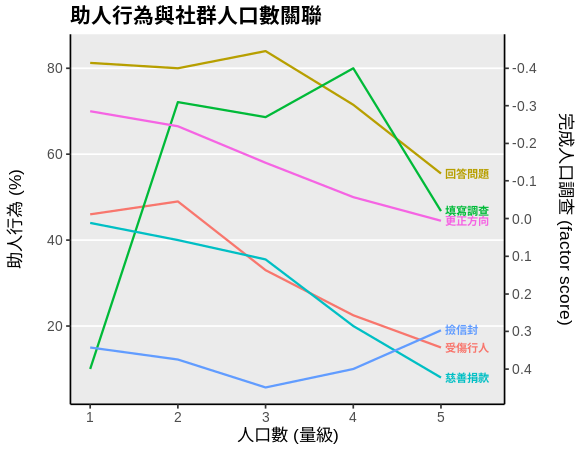 助人行為與社群人口數關聯
80
60
40
20
-0.4
-0.3
-0.2
-0.1
0.0
0.1
0.2
0.3
0.4
助人行為 (%)
完成人口調查 (factor score)
回答問題
填寫調查
更正方向
撿信封
受傷行人
慈善捐款
1 2 3 4 5
人口數 (量級)